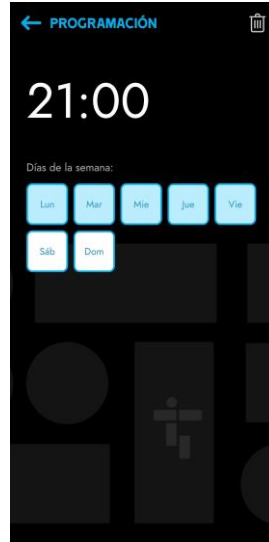 PROGRAMACIÓN
21:00
Días de la semana:
Lun Mar Mie Jue Vie
Sáb Dom